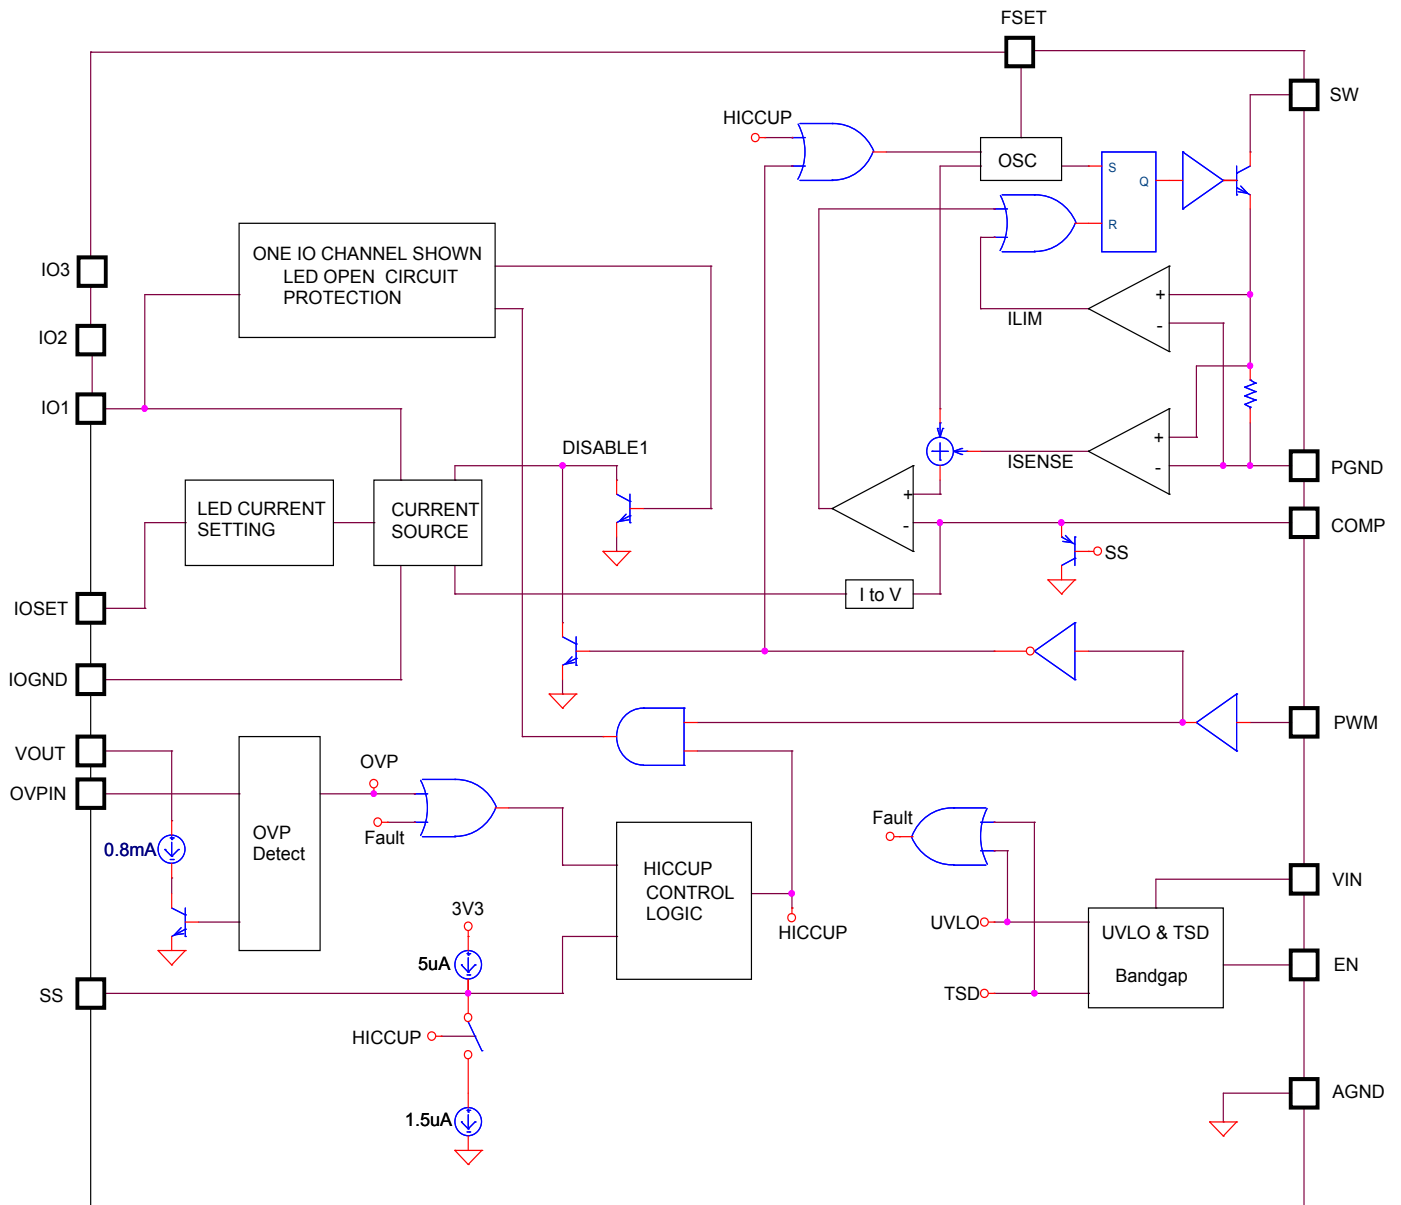 FSET
SW
HICCUP
OSC
S
Q
R
ONE IO CHANNEL SHOWN
LED OPEN CIRCUIT
PROTECTION
IO3
IO2
IO1
+
-
ILIM
DISABLE1
+
-
ISENSE
PGND
LED CURRENT
SETTING
CURRENT
SOURCE
+
-
COMP
SS
I to V
IOSET
IOGND
PWM
VOUT
OVPIN
OVP
Fault
0.8mA
OVP
Detect
Fault
HICCUP
CONTROL
LOGIC
VIN
3V3
HICCUP
UVLO
UVLO & TSD
Bandgap
5uA
EN
SS
TSD
HICCUP
1.5uA
AGND